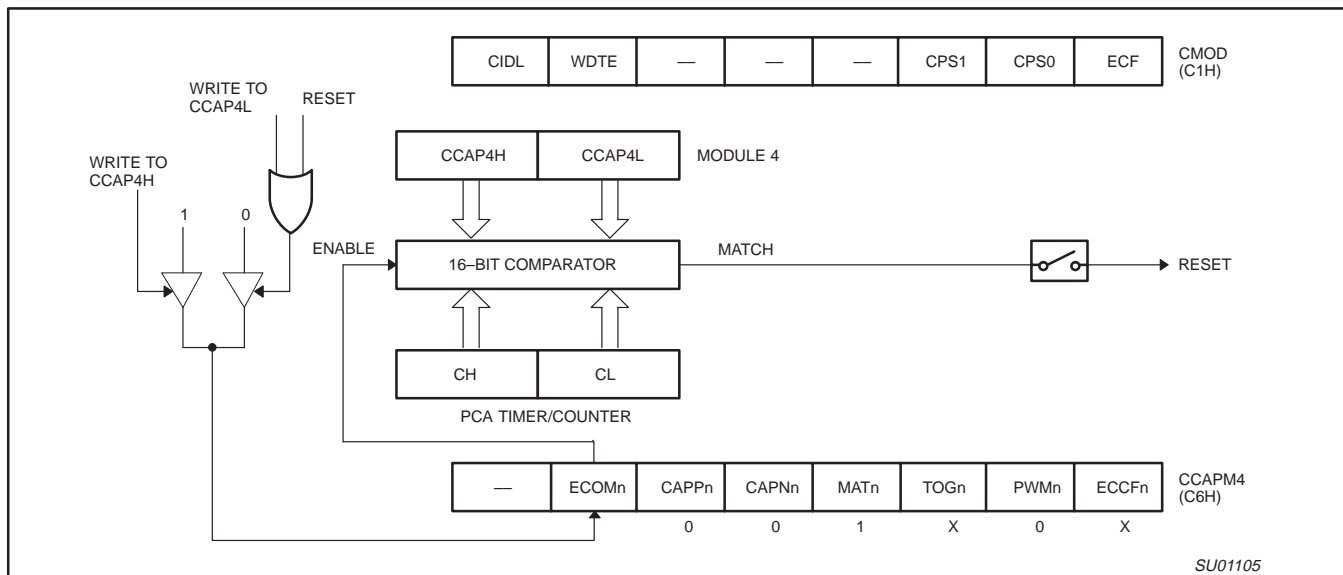 CIDL WDTE — — — CPS1 CPS0 ECF
CMOD
(C1H)
WRITE TO
CCAP4L
RESET
WRITE TO
CCAP4H
CCAP4H CCAP4L MODULE 4
1 0
ENABLE
16–BIT COMPARATOR
MATCH
RESET
CH CL
PCA TIMER/COUNTER
— ECOMn CAPPn CAPNn MATn TOGn PWMn ECCFn
CCAPM4
(C6H)
0 0 1 X 0 X
SU01105